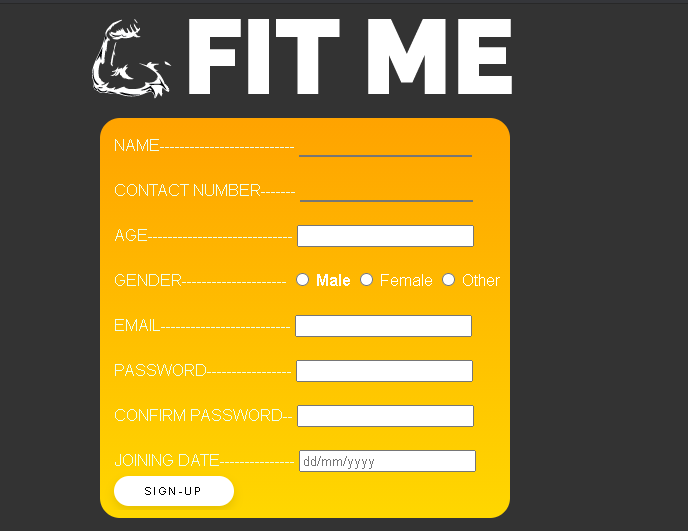 FIT ME
NAME---------------------------
CONTACT NUMBER-------
AGE-----------------------------
GENDER--------------------- Male Female Other
EMAIL--------------------------
PASSWORD-----------------
CONFIRM PASSWORD--
JOINING DATE--------------- dd/mm/yyyy
SIGN-UP